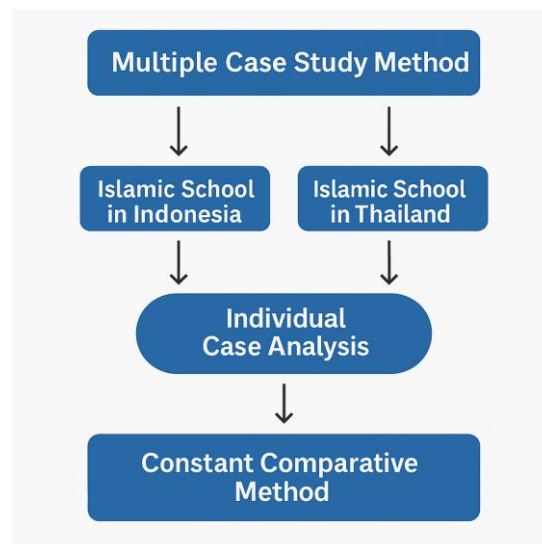 Multiple Case Study Method
Islamic School
in Indonesia
Islamic School
in Thailand
Individual
Case Analysis
Constant Comparative
Method